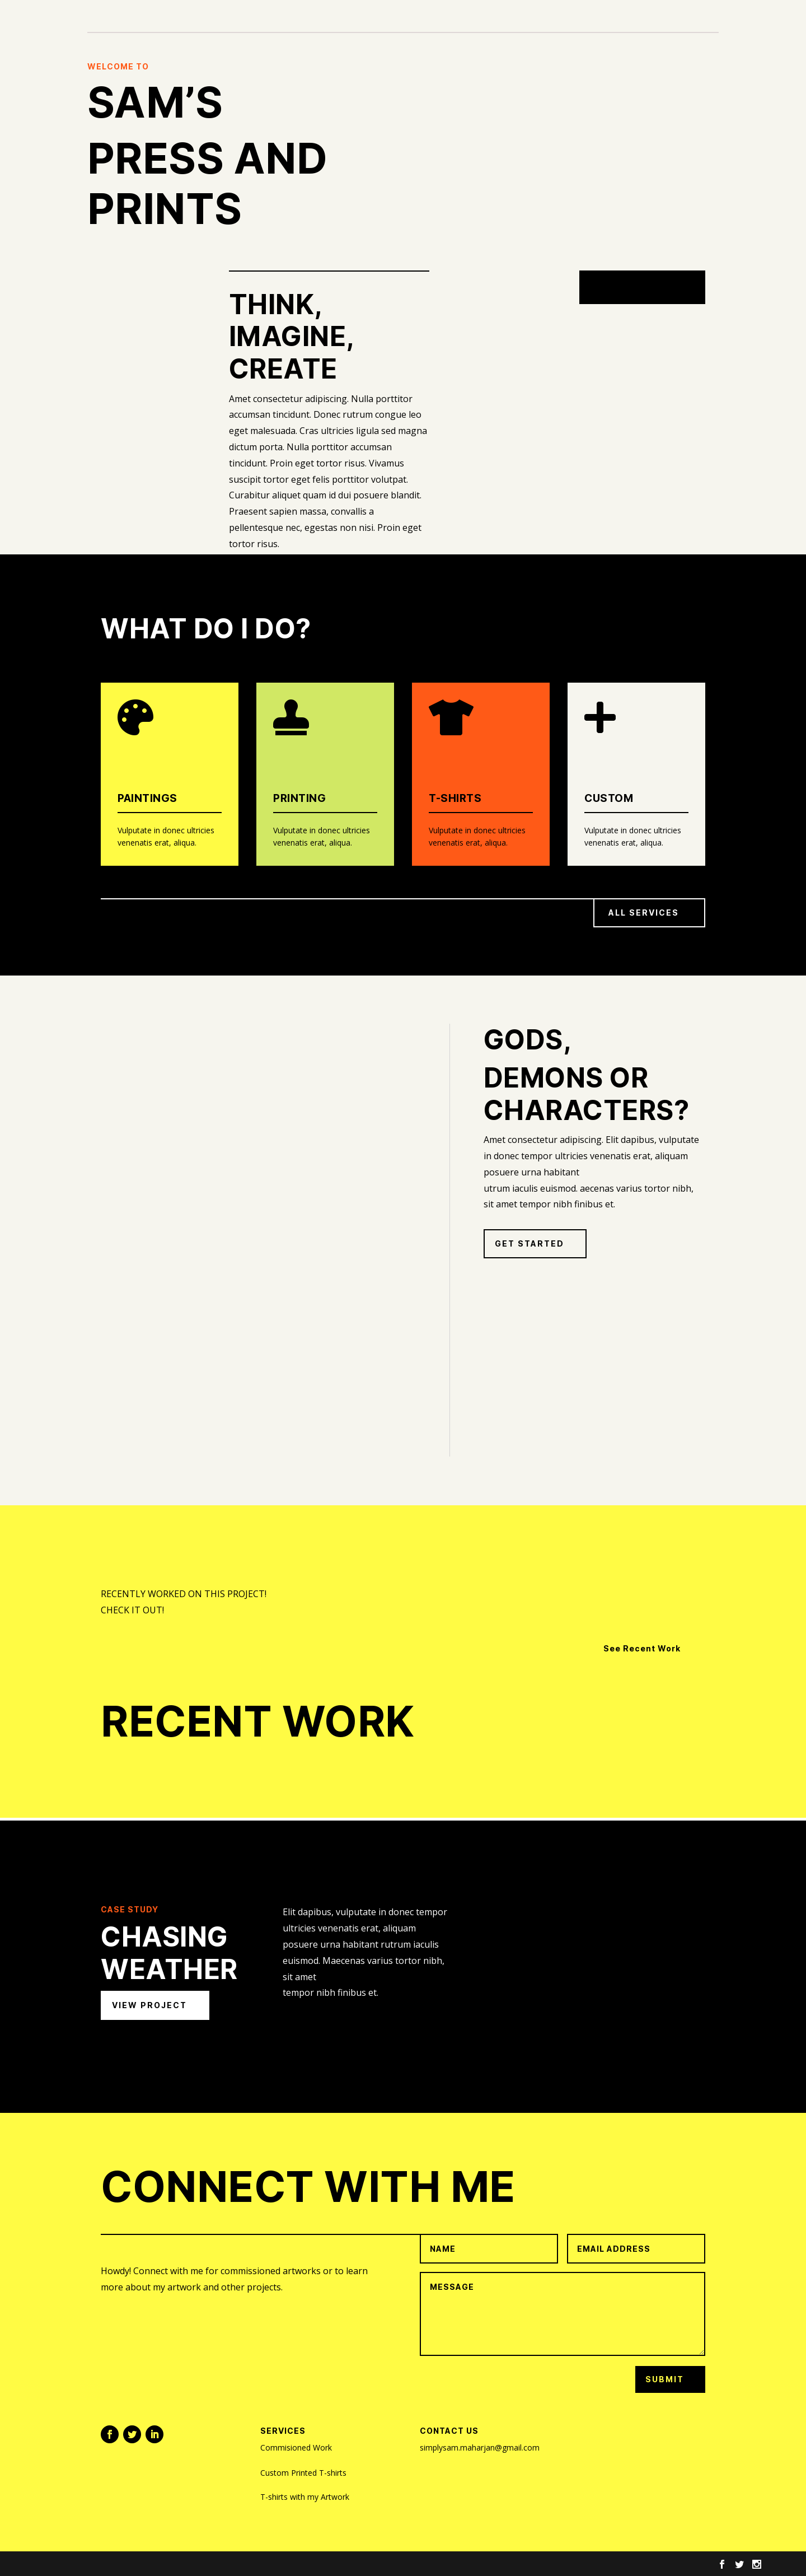 WELCOME TO
SAM’S
PRESS AND
PRINTS
THINK,
IMAGINE,
CREATE
Amet consectetur adipiscing. Nulla porttitor
accumsan tincidunt. Donec rutrum congue leo
eget malesuada. Cras ultricies ligula sed magna
dictum porta. Nulla porttitor accumsan
tincidunt. Proin eget tortor risus. Vivamus
suscipit tortor eget felis porttitor volutpat.
Curabitur aliquet quam id dui posuere blandit.
Praesent sapien massa, convallis a
pellentesque nec, egestas non nisi. Proin eget
tortor risus.
WHAT DO I DO?
PAINTINGS
Vulputate in donec ultricies
venenatis erat, aliqua.
PRINTING
Vulputate in donec ultricies
venenatis erat, aliqua.
T-SHIRTS
Vulputate in donec ultricies
venenatis erat, aliqua.
CUSTOM
Vulputate in donec ultricies
venenatis erat, aliqua.
ALL SERVICES
GODS,
DEMONS OR
CHARACTERS?
Amet consectetur adipiscing. Elit dapibus, vulputate
in donec tempor ultricies venenatis erat, aliquam
posuere urna habitant
utrum iaculis euismod. aecenas varius tortor nibh,
sit amet tempor nibh finibus et.
GET STARTED
RECENTLY WORKED ON THIS PROJECT!
CHECK IT OUT!
See Recent Work
RECENT WORK
CASE STUDY
CHASING
WEATHER
VIEW PROJECT
Elit dapibus, vulputate in donec tempor
ultricies venenatis erat, aliquam
posuere urna habitant rutrum iaculis
euismod. Maecenas varius tortor nibh,
sit amet
tempor nibh finibus et.
CONNECT WITH ME
Howdy! Connect with me for commissioned artworks or to learn
more about my artwork and other projects.
NAME
EMAIL ADDRESS
MESSAGE
SUBMIT
SERVICES
Commisioned Work
Custom Printed T-shirts
T-shirts with my Artwork
CONTACT US
simplysam.maharjan@gmail.com